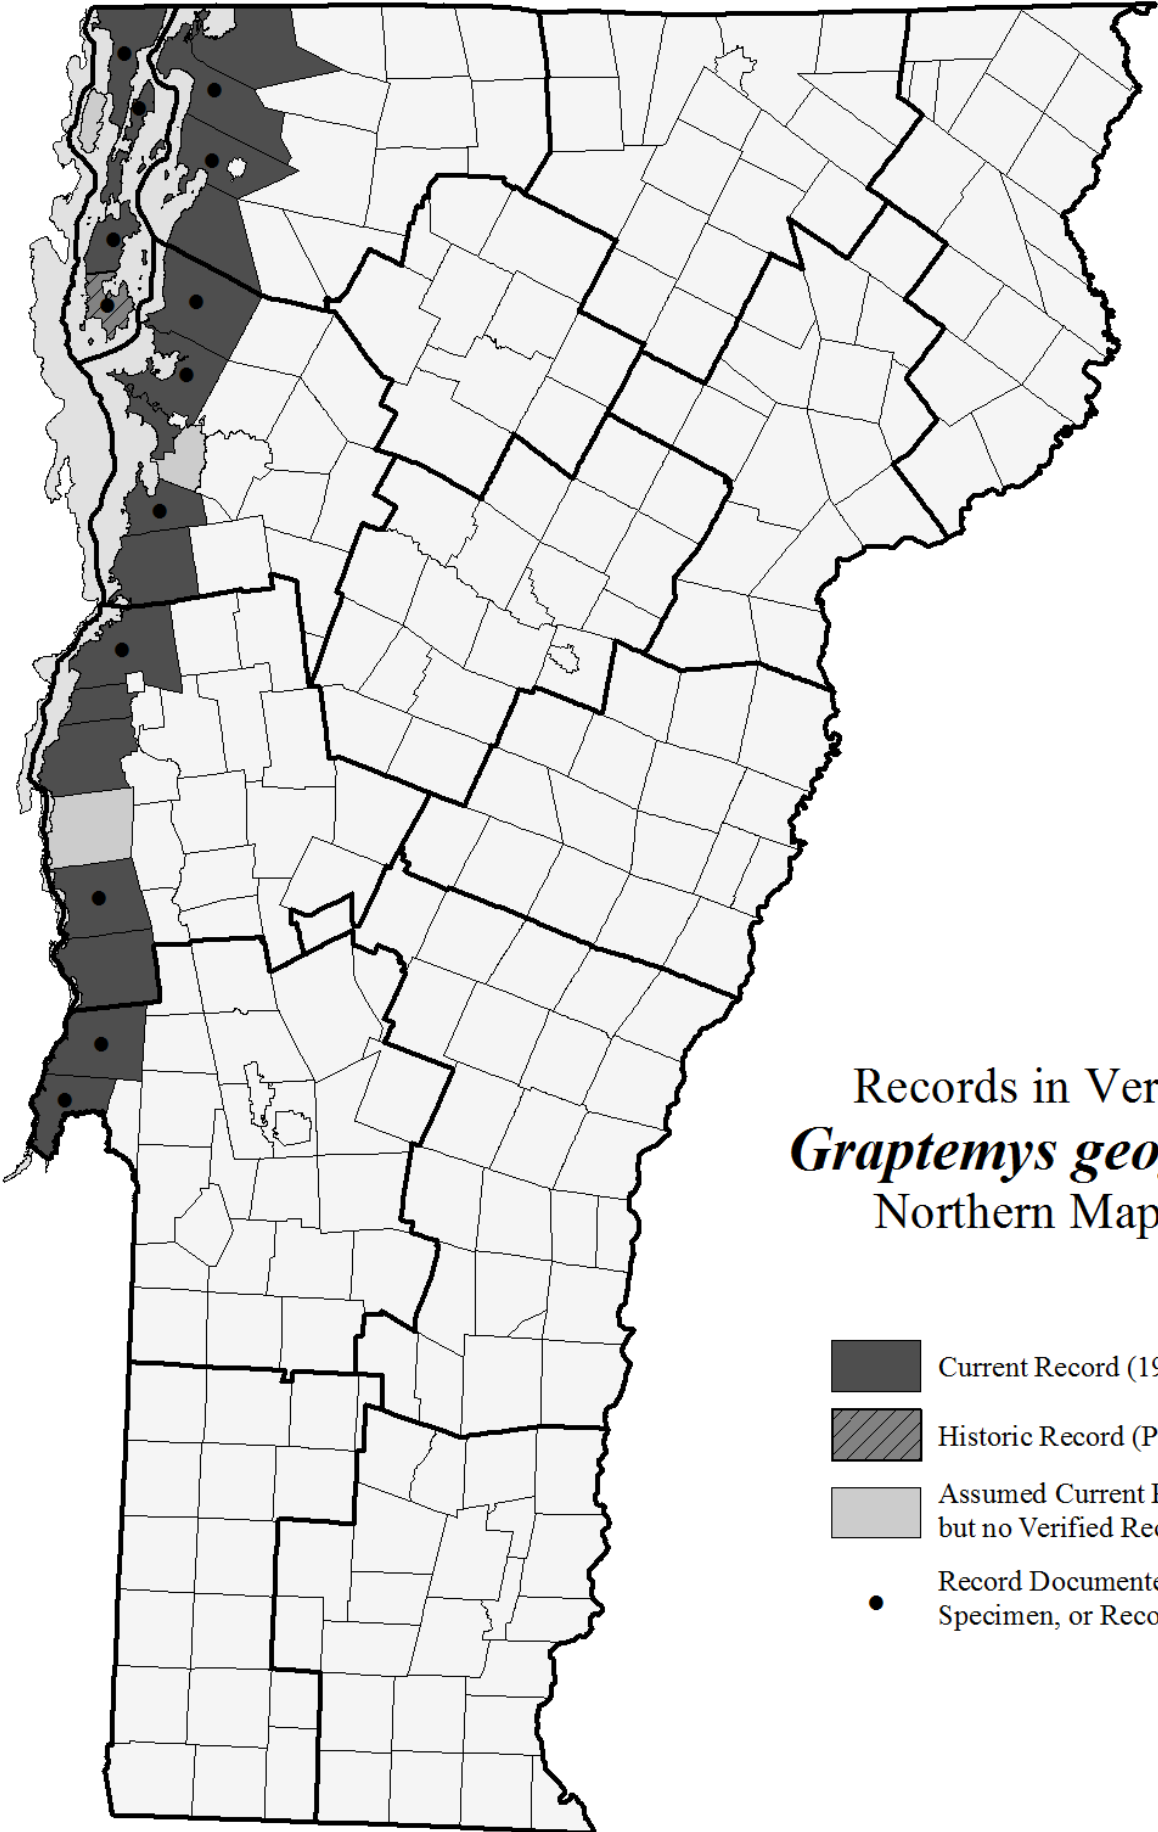 Records in Ver
Graptemys geo
Northern Map
Current Record (19
Historic Record (P
Assumed Current
but no Verified Rec
Record Documente
Specimen, or Reco